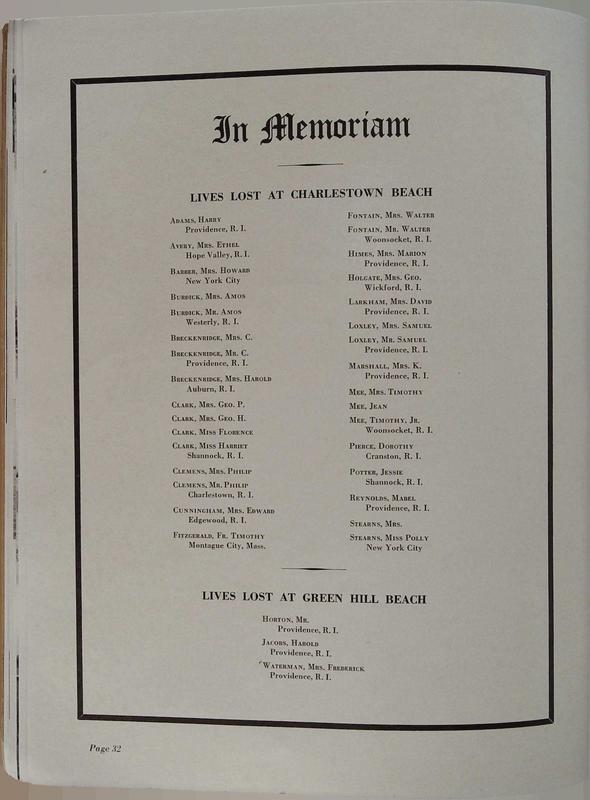 In Memoriam
LIVES LOST AT CHARLESTOWN BEACH
ADAMS, HARRY
Providence, R. I.
AVERY, MRS. ETHEL
Hope Valley, R. I.
BARBER, MRS. HOWARD
New York City
BURDICK, MRS. AMOS
BURDICK, MR. AMOS
Westerly, R. I.
BRECKENRIDGE, MRS. C.
BRECKENRIDGE, MR. C.
Providence, R. I.
BRECKENRIDGE, MRS. HAROLD
Auburn, R. I.
CLARK, MRS. GEO. P.
CLARK, MRS. GEO. H.
CLARK, MISS FLORENCE
CLARK, MISS HARRIET
Shannock, R. I.
CLEMENS, MRS. PHILIP
CLEMENS, MR. PHILIP
Charlestown, R. I.
CUNNINGHAM, MRS. EDWARD
Edgewood, R. I.
FITZGERALD, FR. TIMOTHY
Montague City, Mass.
FONTAIN, MRS. WALTER
FONTAIN, MR. WALTER
Woonsocket, R. I.
HIMES, MRS. MARION
Providence, R. I.
HOLGATE, MRS. GEO.
Wickford, R. I.
LARKHAM, MRS. DAVID
Providence, R. I.
LOXLEY, MRS. SAMUEL
LOXLEY, MR. SAMUEL
Providence, R. I.
MARSHALL, MRS. K.
Providence, R. I.
MEE, MRS. TIMOTHY
MEE, JEAN
MEE, TIMOTHY, JR.
Woonsocket, R. I.
PIERCE, DOROTHY
Cranston, R. I.
POTTER, JESSIE
Shannock, R. I.
REYNOLDS, MABEL
Providence, R. I.
STEARNS, MRS.
STEARNS, MISS POLLY
New York City
LIVES LOST AT GREEN HILL BEACH
HORTON, MR.
Providence, R. I.
JACOBS, HAROLD
Providence, R. I.
WATERMAN, MRS. FREDERICK
Providence, R. I.
Page 32